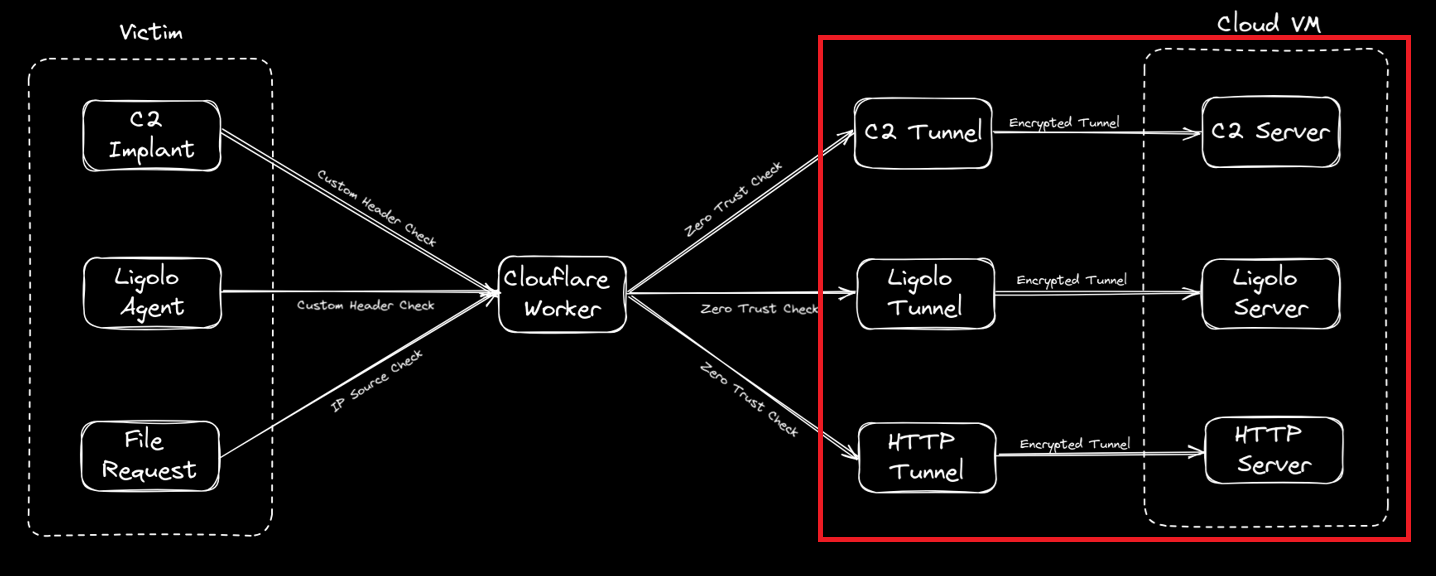 Victim
Cloud VM
C2
Implant
Custom Header Check
Zero Trust Check
C2 Tunnel
Encrypted Tunnel
C2 Server
Ligolo
Agent
Custom Header Check
Clouflare
Worker
Zero Trust Check
Ligolo
Tunnel
Encrypted Tunnel
Ligolo
Server
File
Request
IP Source Check
Zero Trust Check
HTTP
Tunnel
Encrypted Tunnel
HTTP
Server